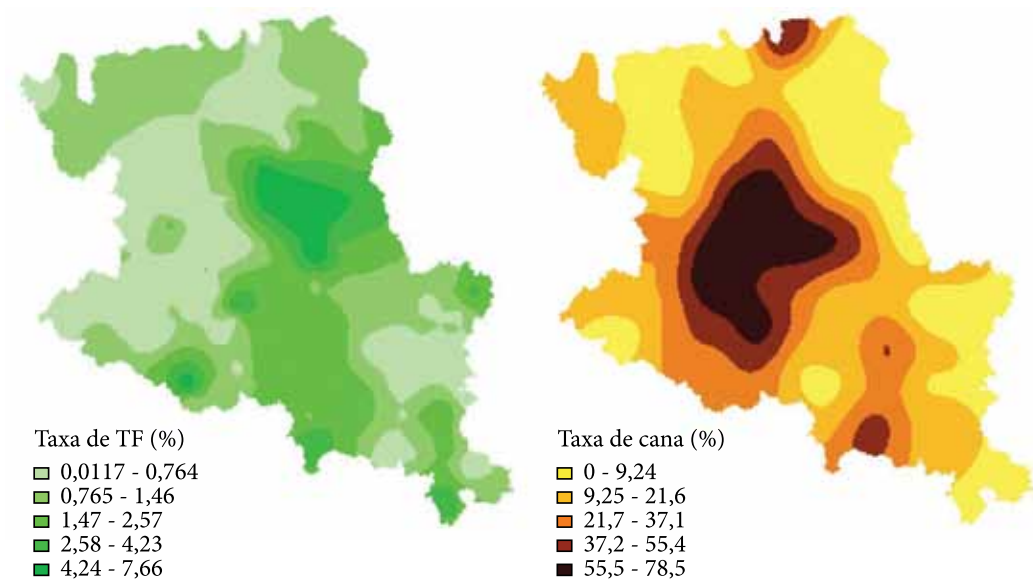 Taxa de TF (%)
0,0117 - 0,764
0,765 - 1,46
1,47 - 2,57
2,58 - 4,23
4,24 - 7,66
Taxa de cana (%)
0 - 9,24
9,25 - 21,6
21,7 - 37,1
37,2 - 55,4
55,5 - 78,5